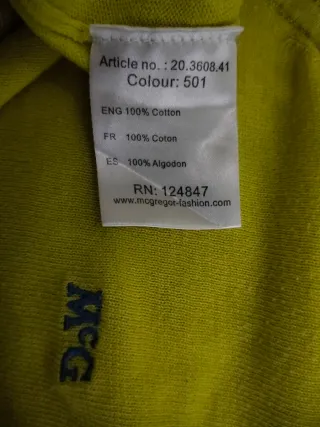 Article no. : 20.3608.41
Colour: 501
ENG 100% Cotton
FR 100% Coton
ES 100% Algodon
RN: 124847
www.mcgregor-fashion.com
McG